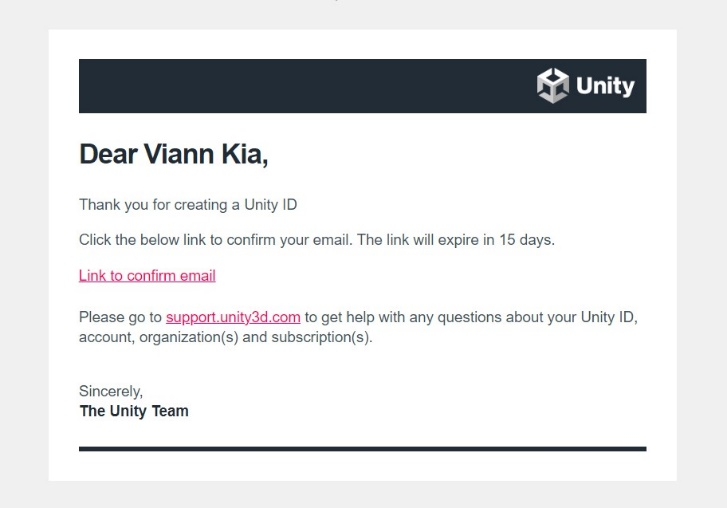 Unity
Dear Viann Kia,
Thank you for creating a Unity ID
Click the below link to confirm your email. The link will expire in 15 days.
Link to confirm email
Please go to support.unity3d.com to get help with any questions about your Unity ID,
account, organization(s) and subscription(s).
Sincerely,
The Unity Team